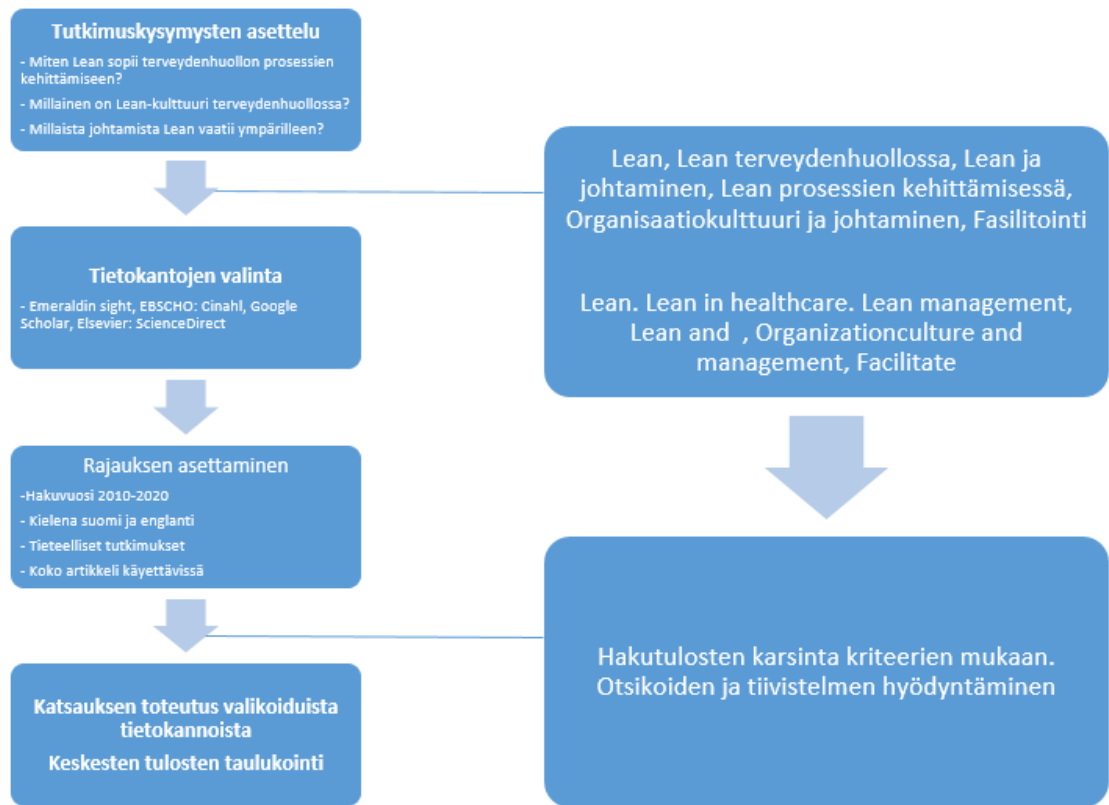 Tutkimuskysymysten asettelu
- Miten Lean sopii terveydenhuollon prosessien
kehittämiseen?
- Millainen on Lean-kulttuuri terveydenhuollossa?
- Millaista johtamista Lean vaatii ympärilleen?
Lean, Lean terveydenhuollossa, Lean ja
johtaminen, Lean prosessien kehittämisessä,
Organisaatiokulttuuri ja johtaminen, Fasilitointi
Lean. Lean in healthcare. Lean management,
Lean and , Organizationculture and
management, Facilitate
Tietokantojen valinta
- Emeraldin sight, EBSCHO: Cinahl, Google
Scholar, Elsevier: ScienceDirect
Rajauksen asettaminen
-Hakuvuosi 2010-2020
- Kielena suomi ja englanti
- Tieteelliset tutkimukset
- Koko artikkeli käyettävissä
Hakutulosten karsinta kriteerien mukaan.
Otsikoiden ja tiivistelmen hyödyntäminen
Katsauksen toteutus valikoiduista
tietokannoista
Keskesten tulosten taulukointi